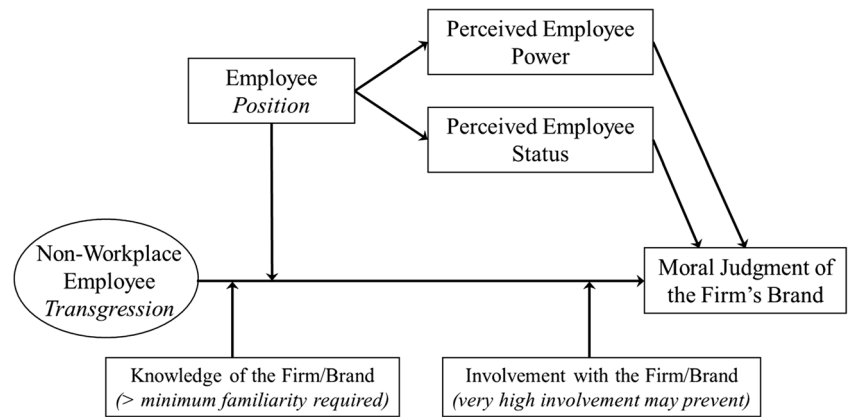 Perceived Employee
Power
Employee
Position
Perceived Employee
Status
Non-Workplace
Employee
Transgression
Moral Judgment of
the Firm's Brand
Knowledge of the Firm/Brand
(> minimum familiarity required)
Involvement with the Firm/Brand
(very high involvement may prevent)